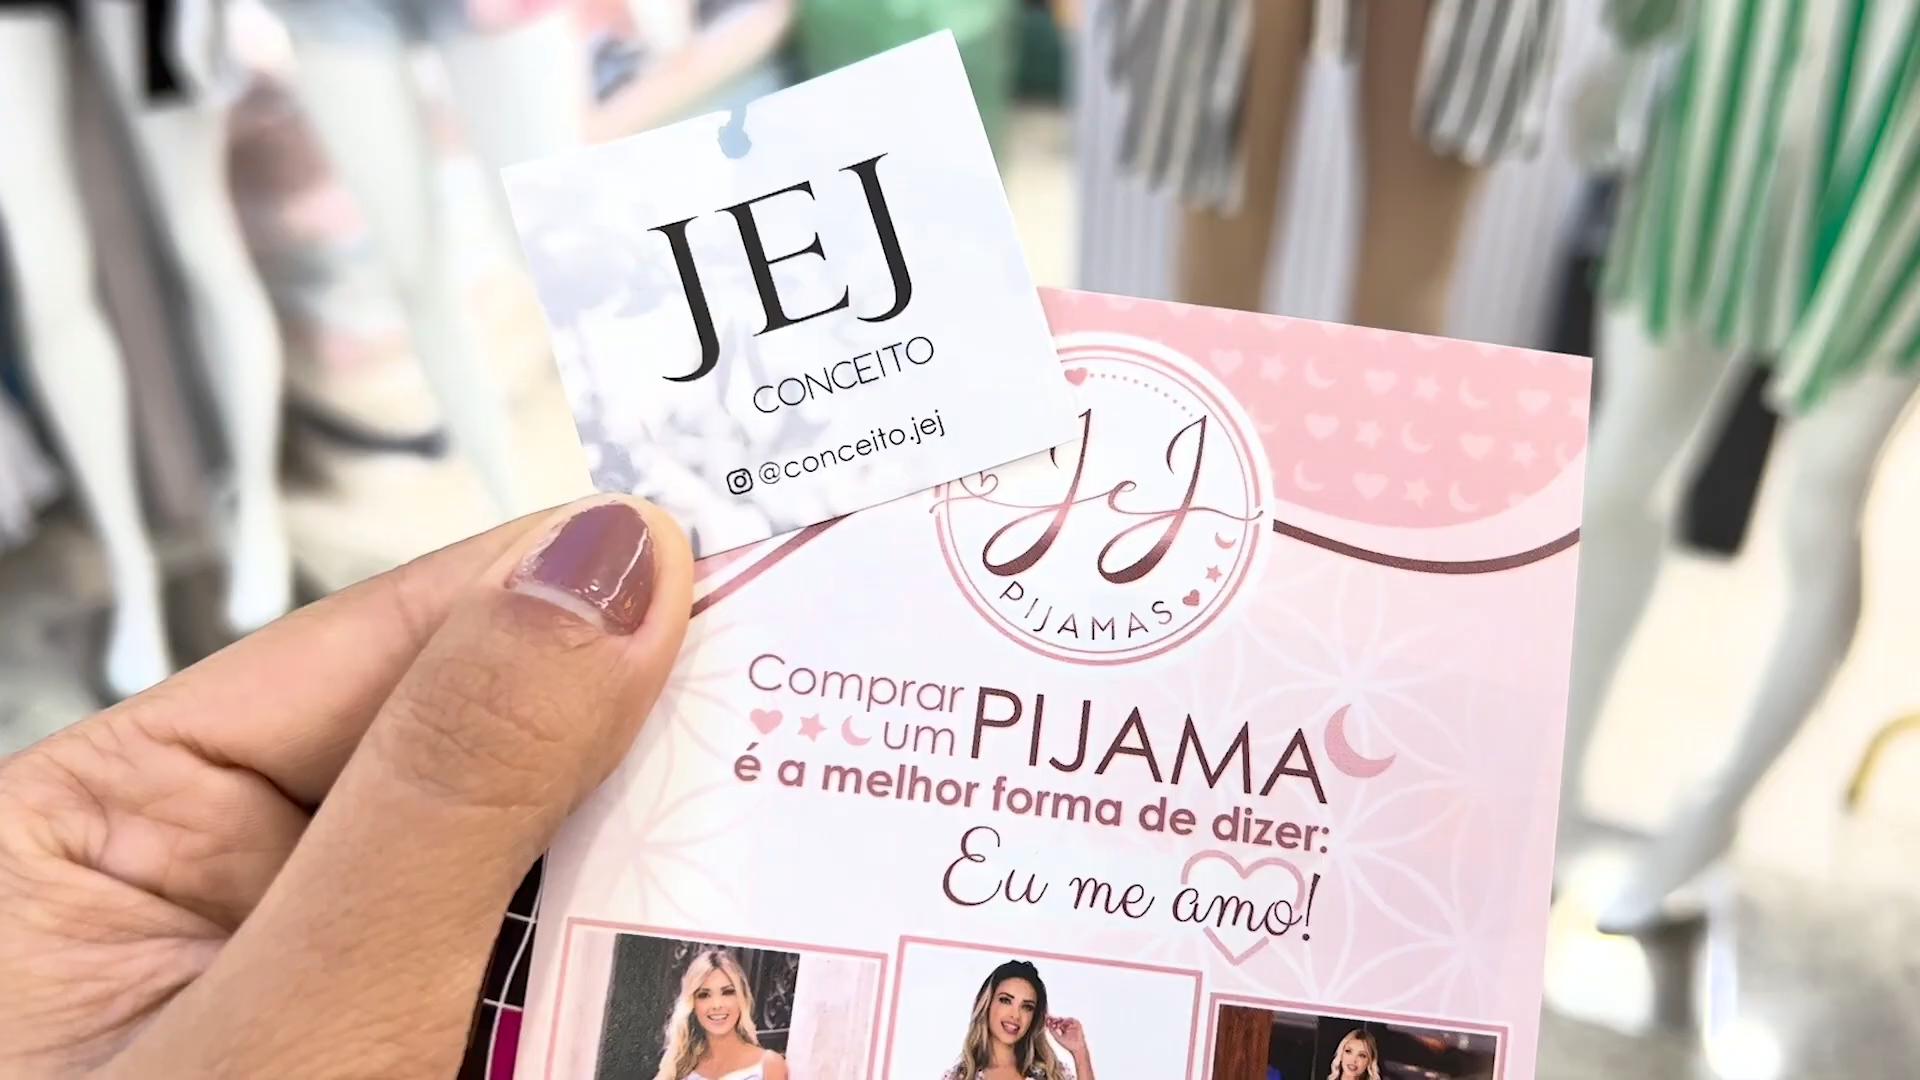 JEJ
CONCEITO
@conceito.jej
JeJ
PIJAMAS
Comprar
um PIJAMA
é a melhor forma de dizer:
Eu me amo!